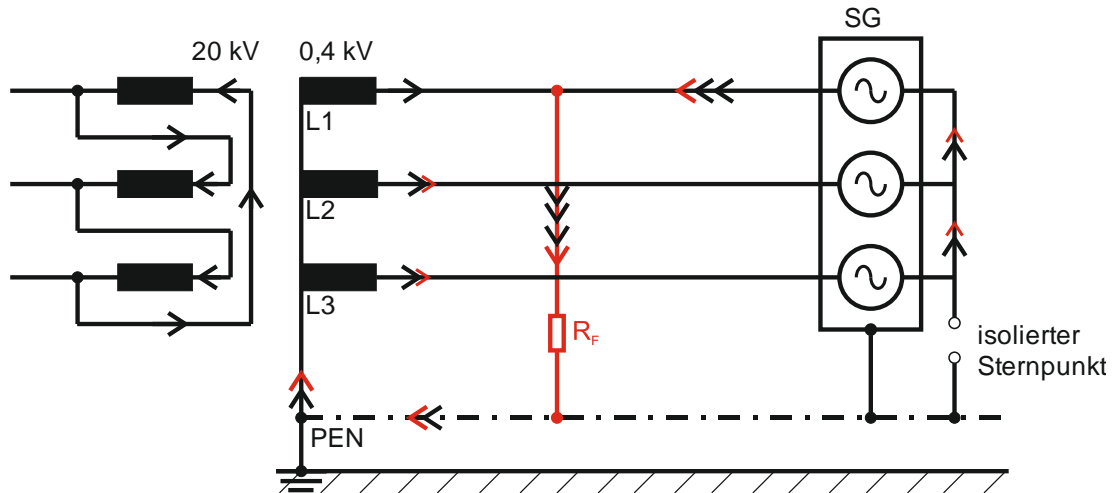 SG
20 kV
0,4 kV
L1
L2
L3
R_F
isolierter
Sternpunkt
PEN